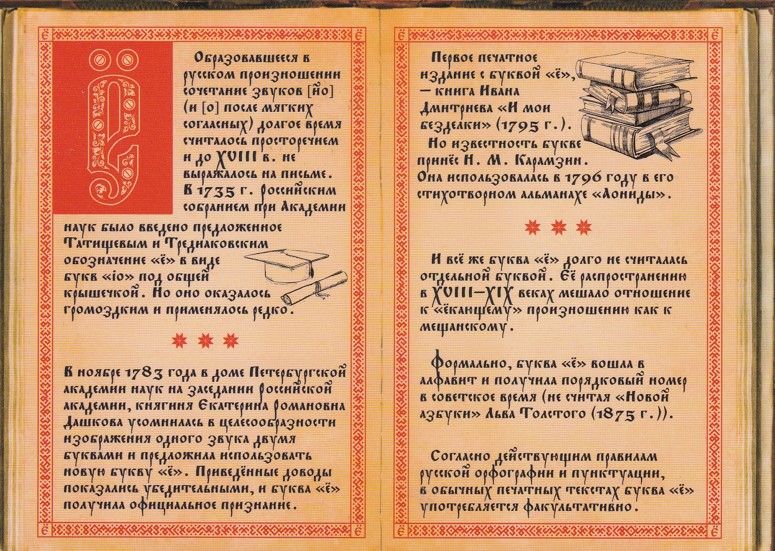 Ё
Образовавшееся в
русском произношении
сочетание звуков [йо]
(и [о] после мягких
согласных) долгое время
считалось просторечием
и до XVIII в. не
выражалось на письме.
В 1735 г. российским
собранием при Академии
наук было введено предложенное
Татищевым и Тредиаковским
обозначение «ё» в виде
букв «іо» под общей
крышечкой. Но оно оказалось
громоздким и применялось редко.
В ноябре 1783 года в доме Петербургской
академии наук на заседании российской
академии, княгиня Екатерина Романовна
Дашкова усомнилась в целесообразности
изображения одного звука двумя
буквами и предложила использовать
новую букву «ё». Приведённые доводы
показались убедительными, и буква «ё»
получила официальное признание.
Первое печатное
издание с буквой «ё»,
– книга Ивана
Дмитриева «И мои
безделки» (1795 г.).
Но известность букве
принёс Н. М. Карамзин.
Она использовалась в 1796 году в его
стихотворном альманахе «Аониды».
И всё же буква «ё» долго не считалась
отдельной буквой. Её распространению
в XVIII–XIX веках мешало отношение
к «ёкающему» произношению как к
мещанскому.
Формально, буква «ё» вошла в
алфавит и получила порядковый номер
в советское время (не считая «Новой
азбуки» Льва Толстого (1875 г.)).
Согласно действующим правилам
русской орфографии и пунктуации,
в обычных печатных текстах буква «ё»
употребляется факультативно.